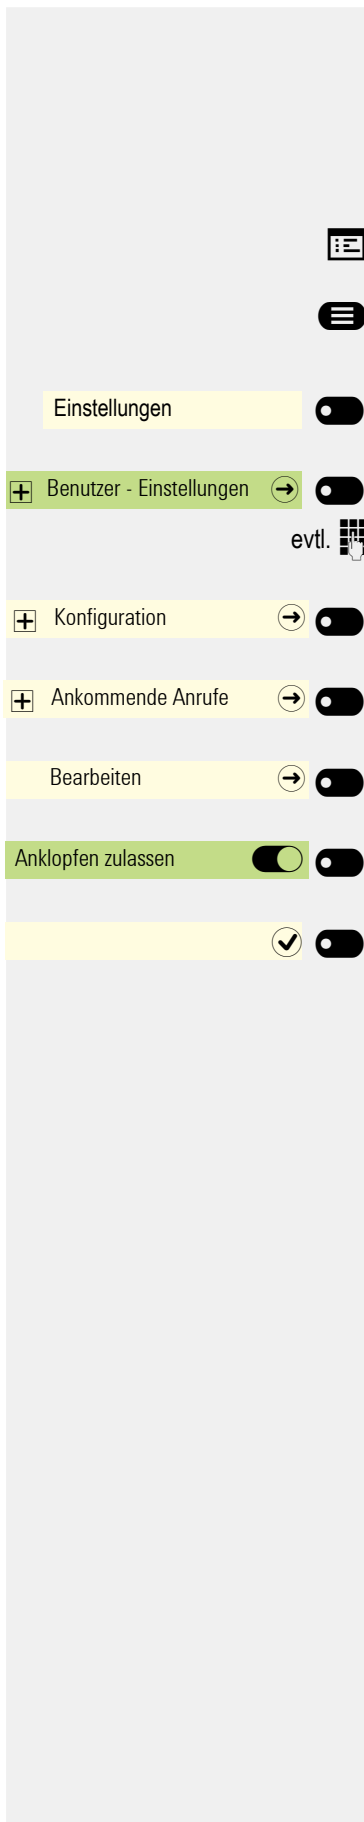 Einstellungen
Benutzer - Einstellungen
evtl.
Konfiguration
Ankommende Anrufe
Bearbeiten
Anklopfen zulassen